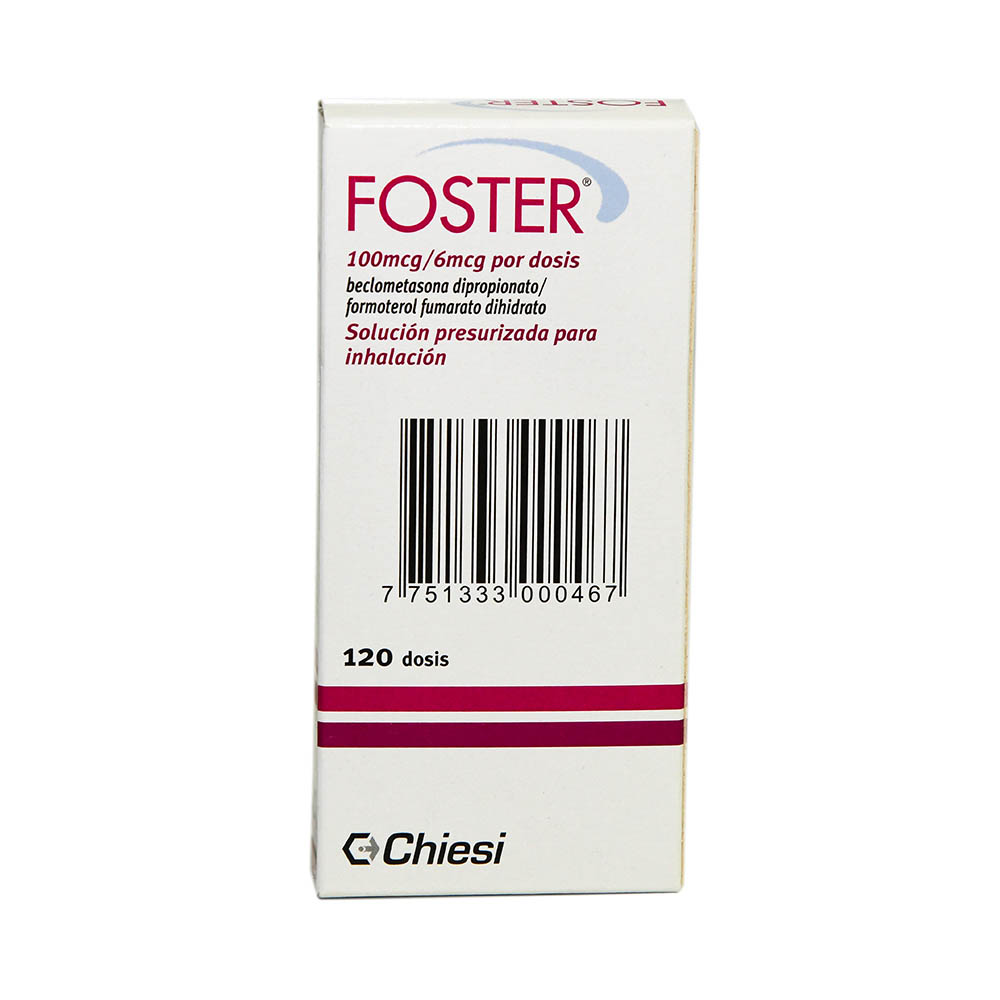 FOSTER
FOSTER®
100mcg/6mcg por dosis
beclometasona dipropionato/
formoterol fumarato dihidrato
Solución presurizada para
inhalación
7 751333 000467
120 dosis
Chiesi